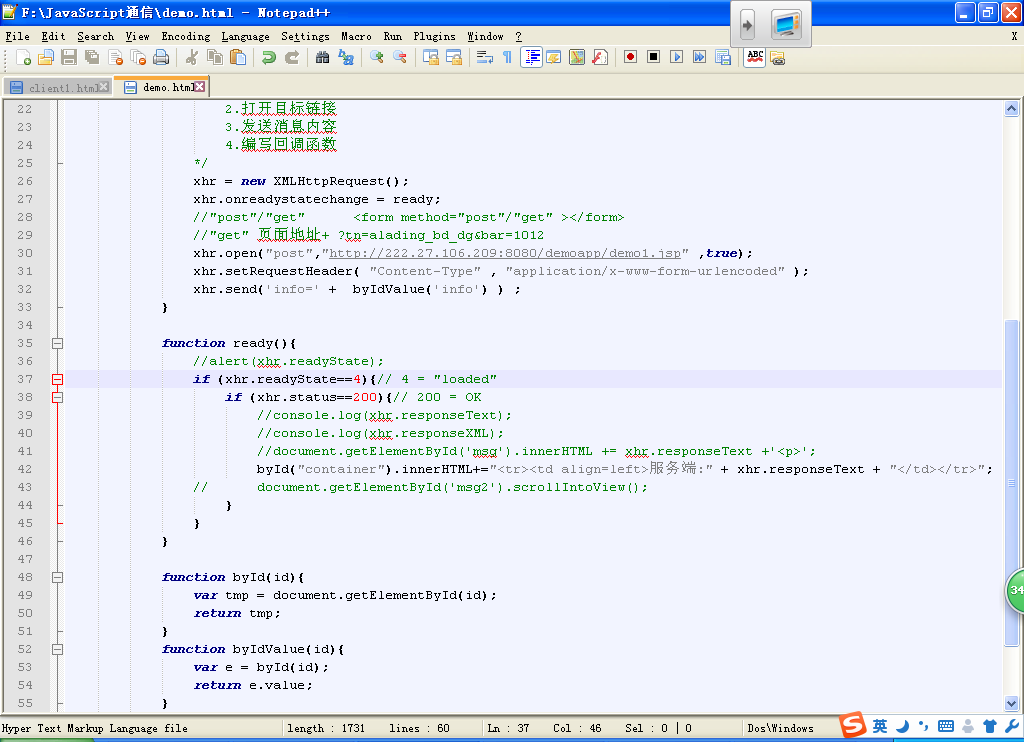 F:\JavaScript通信\demo.html - Notepad++
File Edit Search View Encoding Language Settings Macro Run Plugins Window ? X
ABC
client1.html demo.html
22 2.打开目标链接
23 3.发送消息内容
24 4.编写回调函数
25 */
26 xhr = new XMLHttpRequest();
27 xhr.onreadystatechange = ready;
28 //"post"/"get" <form method="post"/"get" ></form>
29 //"get" 页面地址+ ?tn=alading_bd_dg&bar=1012
30 xhr.open("post","http://222.27.106.209:8080/demoapp/demo1.jsp" ,true);
31 xhr.setRequestHeader( "Content-Type" , "application/x-www-form-urlencoded" );
32 xhr.send('info=' + byIdValue('info') ) ;
33 }
34
35 function ready(){
36 //alert(xhr.readyState);
37 if (xhr.readyState==4){// 4 = "loaded"
38 if (xhr.status==200){// 200 = OK
39 //console.log(xhr.responseText);
40 //console.log(xhr.responseXML);
41 //document.getElementById('msg').innerHTML += xhr.responseText +'<p>';
42 byId("container").innerHTML+="<tr><td align=left>服务端:" + xhr.responseText + "</td></tr>";
43 // document.getElementById('msg2').scrollIntoView();
44 }
45 }
46 }
47
48 function byId(id){
49 var tmp = document.getElementById(id);
50 return tmp;
51 }
52 function byIdValue(id){
53 var e = byId(id);
54 return e.value;
55 }
34
Hyper Text Markup Language file length : 1731 lines : 60 Ln : 37 Col : 46 Sel : 0 | 0 Dos\Windows
S 英